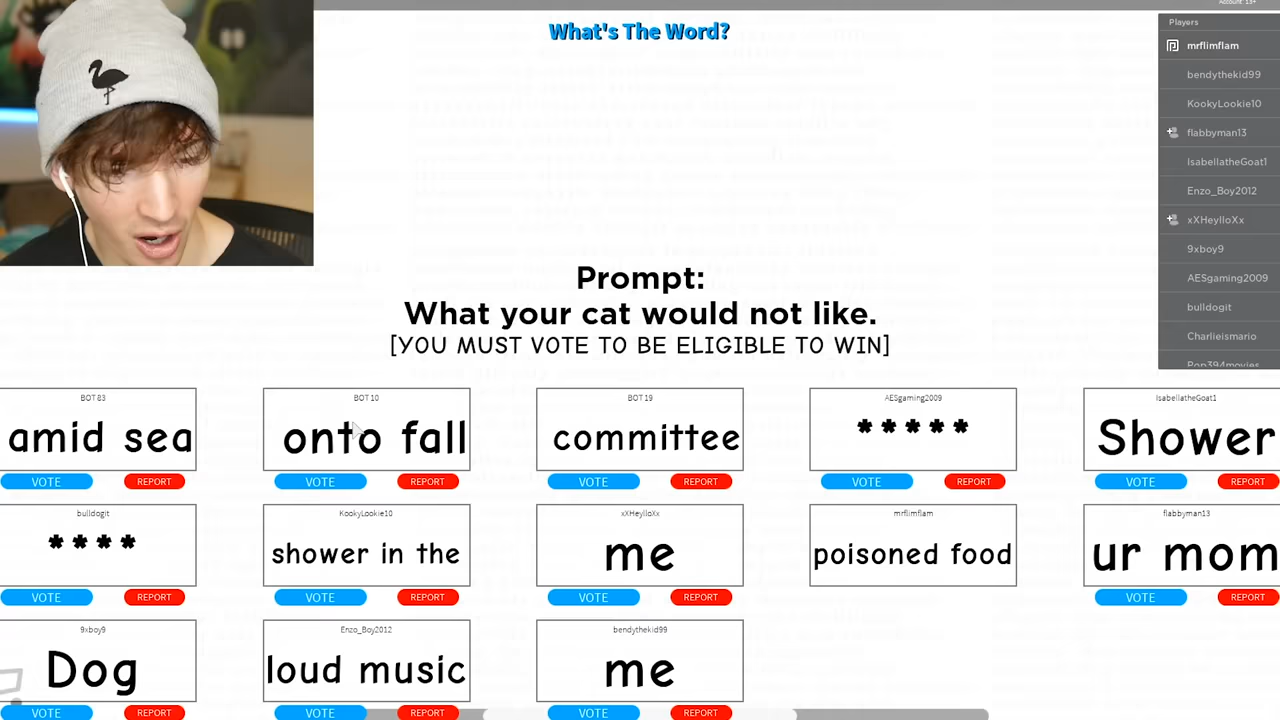 Account: 13+
What's The Word?
Players
mrflimflam
bendythekid99
KookyLookie10
flabbyman13
IsabellatheGoat1
Enzo_Boy2012
xXHeylloXx
9xboy9
AESgaming2009
bulldogit
Charlieismario
Pop394movies
Prompt:
What your cat would not like.
[YOU MUST VOTE TO BE ELIGIBLE TO WIN]
BOT 83
amid sea
VOTE REPORT
BOT 10
onto fall
VOTE REPORT
BOT 19
committee
VOTE REPORT
AESgaming2009
*****
VOTE REPORT
IsabellatheGoat1
Shower
VOTE REPORT
bulldogit
****
VOTE REPORT
KookyLookie10
shower in the
VOTE REPORT
xXHeylloXx
me
VOTE REPORT
mrflimflam
poisoned food
flabbyman13
ur mom
VOTE REPORT
9xboy9
Dog
VOTE REPORT
Enzo_Boy2012
loud music
VOTE REPORT
bendythekid99
me
VOTE REPORT